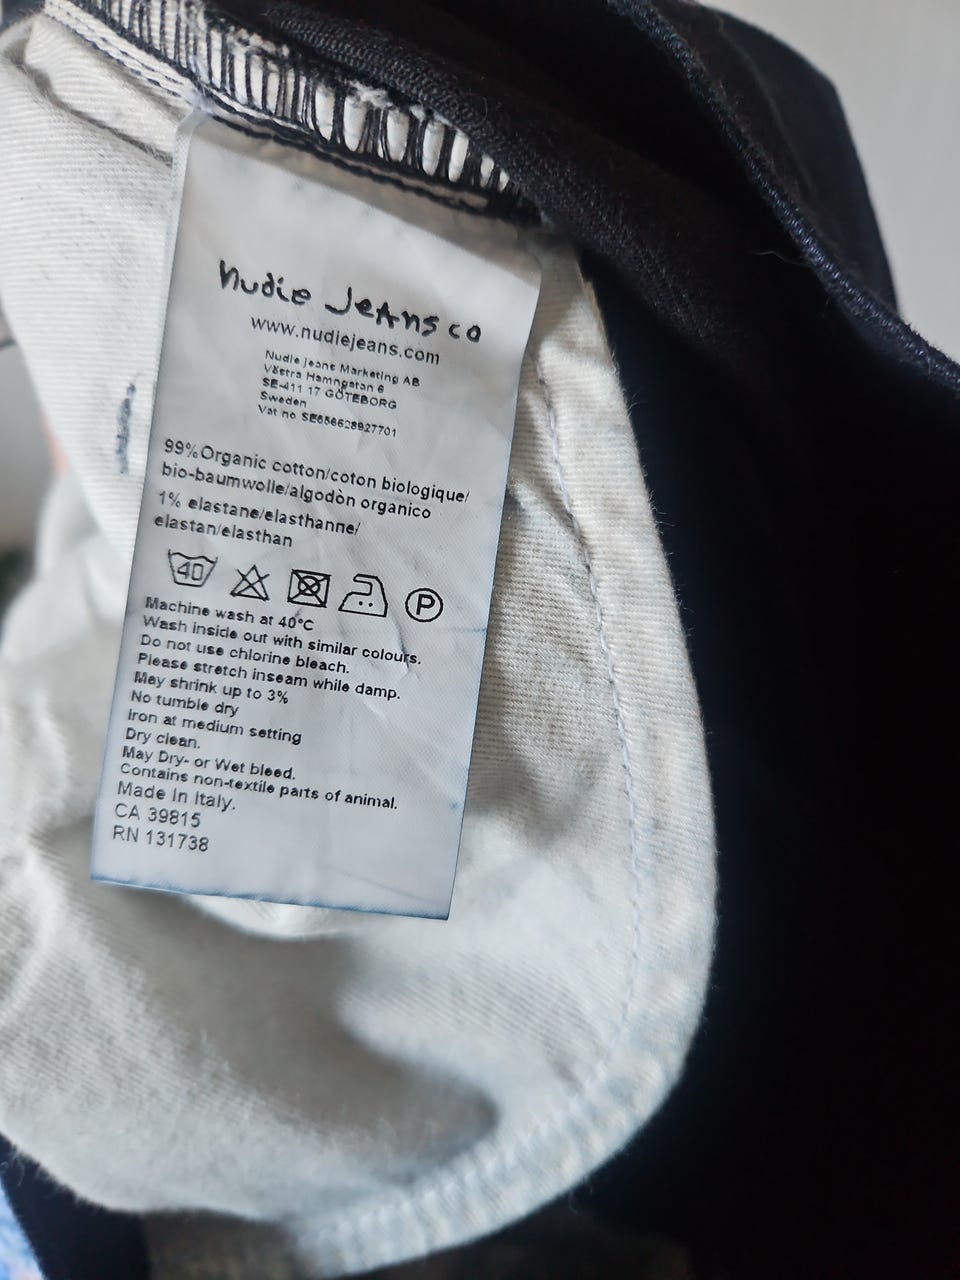 nudie jeans co
www.nudiejeans.com
Nudie Jeans Marketing AB
Västra Hamngatan 6
SE-411 17 GÖTEBORG
Sweden
Vat no SE556628927701
99% Organic cotton/coton biologique/
bio-baumwolle/algodòn organico
1% elastane/elasthanne/
elastan/elasthan
40 P
Machine wash at 40°C
Wash inside out with similar colours.
Do not use chlorine bleach.
Please stretch inseam while damp.
May shrink up to 3%
No tumble dry
Iron at medium setting
Dry clean.
May Dry- or Wet bleed.
Contains non-textile parts of animal.
Made In Italy.
CA 39815
RN 131738